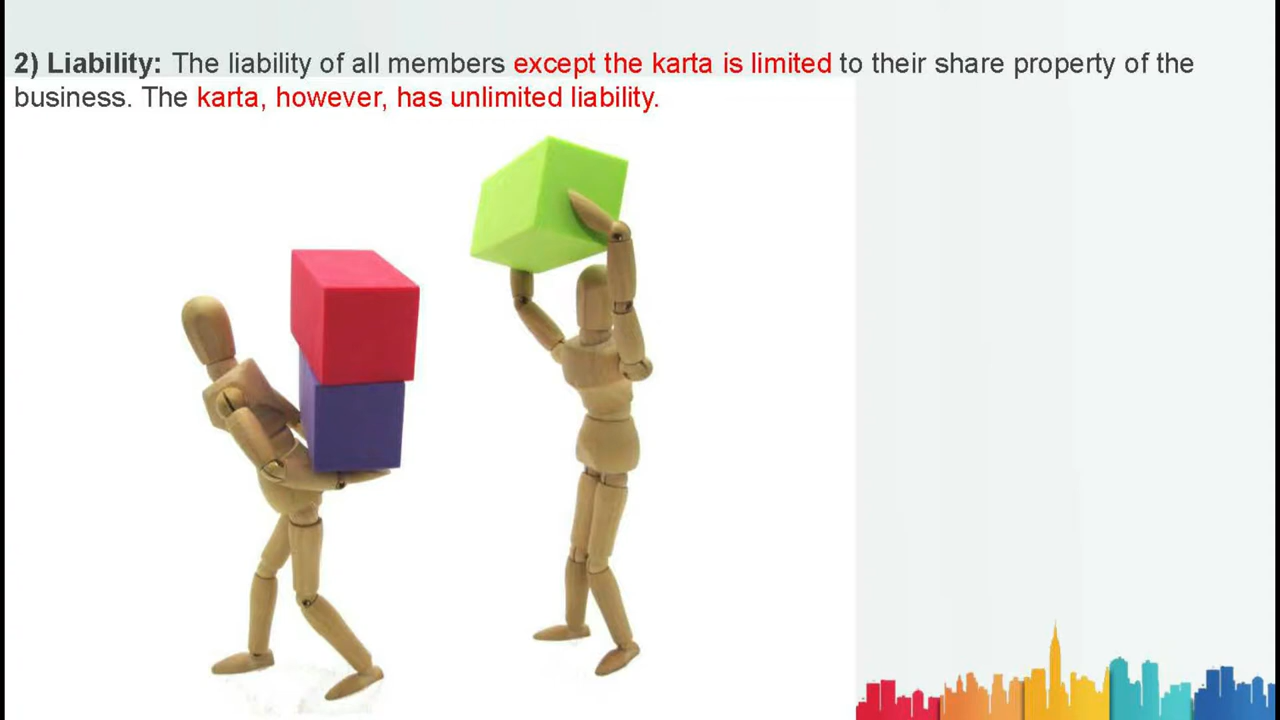 2) Liability: The liability of all members except the karta is limited to their share property of the
business. The karta, however, has unlimited liability.